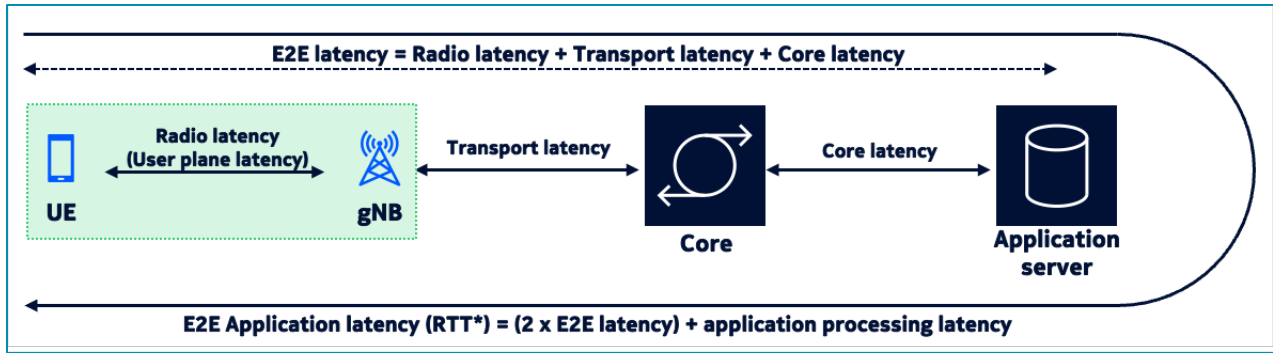 E2E latency = Radio latency + Transport latency + Core latency
Radio latency
(User plane latency)
Transport latency
Core latency
UE
gNB
Core
Application
server
E2E Application latency (RTT*) = (2 x E2E latency) + application processing latency